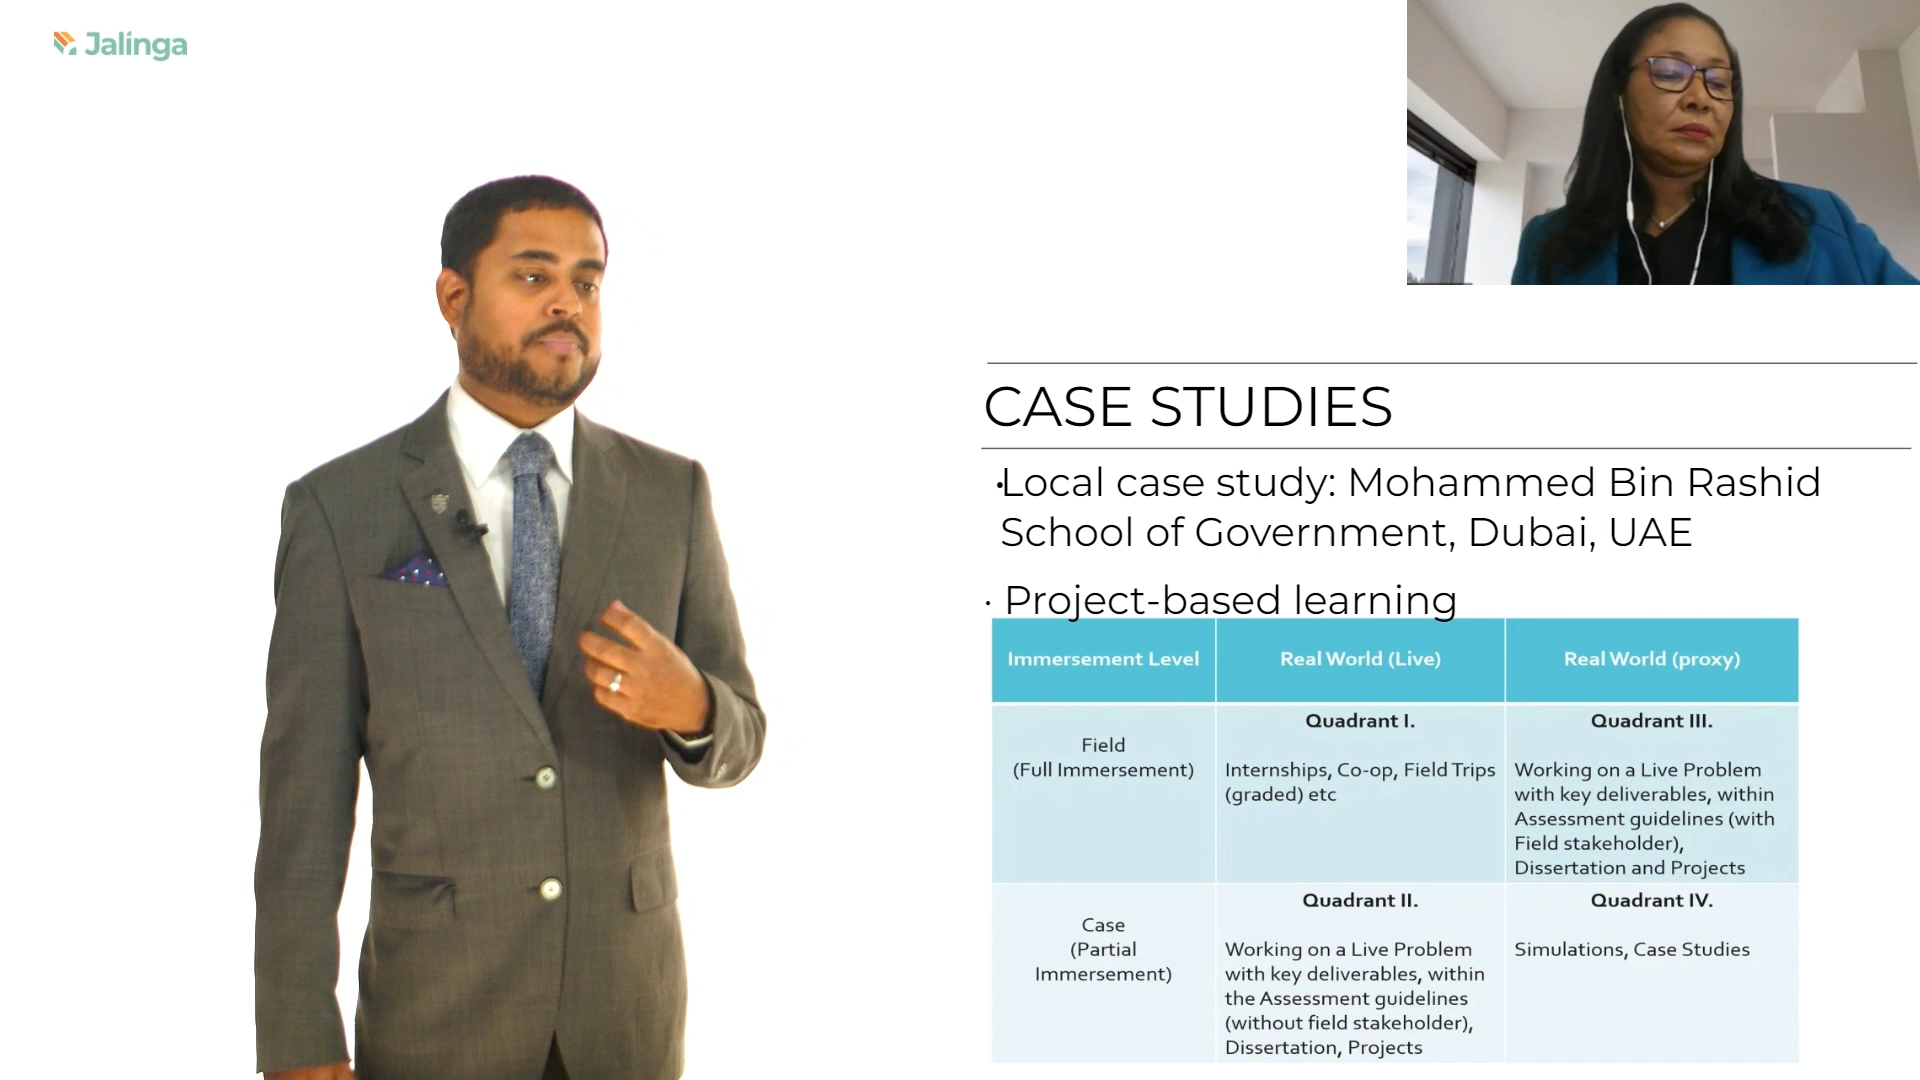 Jalinga
CASE STUDIES
•Local case study: Mohammed Bin Rashid
School of Government, Dubai, UAE
• Project-based learning
Immersement Level
Real World (Live)
Real World (proxy)
Field
(Full Immersement)
Quadrant I.
Internships, Co-op, Field Trips
(graded) etc
Quadrant III.
Working on a Live Problem
with key deliverables, within
Assessment guidelines (with
Field stakeholder),
Dissertation and Projects
Case
(Partial
Immersement)
Quadrant II.
Working on a Live Problem
with key deliverables, within
the Assessment guidelines
(without field stakeholder),
Dissertation, Projects
Quadrant IV.
Simulations, Case Studies